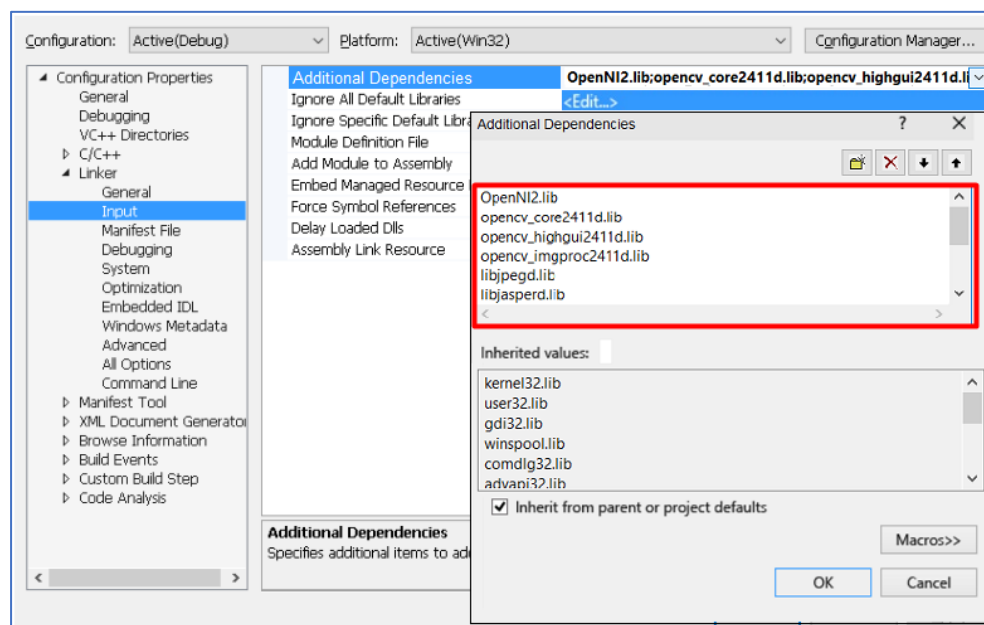 Configuration: Active(Debug) Platform: Active(Win32) Configuration Manager...
Configuration Properties
General
Debugging
VC++ Directories
C/C++
Linker
General
Input
Manifest File
Debugging
System
Optimization
Embedded IDL
Windows Metadata
Advanced
All Options
Command Line
Manifest Tool
XML Document Generator
Browse Information
Build Events
Custom Build Step
Code Analysis
Additional Dependencies OpenNI2.lib;opencv_core2411d.lib;opencv_highgui2411d.li
Ignore All Default Libraries <Edit...>
Ignore Specific Default Libra
Module Definition File
Add Module to Assembly
Embed Managed Resource
Force Symbol References
Delay Loaded Dlls
Assembly Link Resource
Additional Dependencies
Specifies additional items to ad
Additional Dependencies ? X
OpenNI2.lib
opencv_core2411d.lib
opencv_highgui2411d.lib
opencv_imgproc2411d.lib
libjpegd.lib
libjasperd.lib
Inherited values:
kernel32.lib
user32.lib
gdi32.lib
winspool.lib
comdlg32.lib
advapi32.lib
Inherit from parent or project defaults
Macros>>
OK Cancel